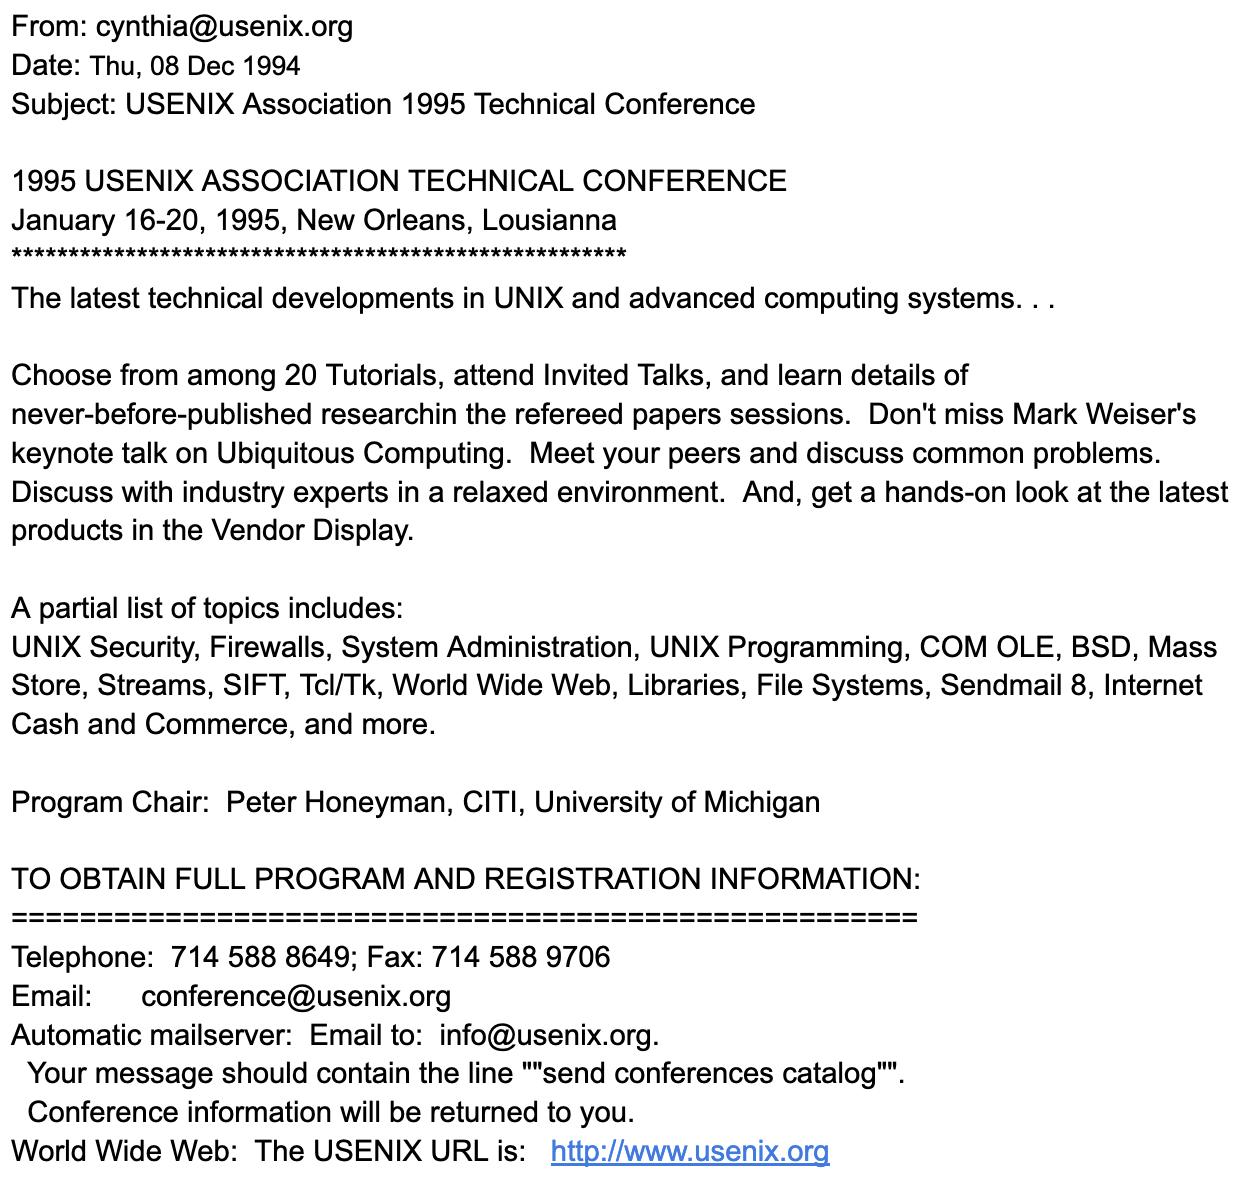 From: cynthia@usenix.org
Date: Thu, 08 Dec 1994
Subject: USENIX Association 1995 Technical Conference
1995 USENIX ASSOCIATION TECHNICAL CONFERENCE
January 16-20, 1995, New Orleans, Lousianna
******************************************************
The latest technical developments in UNIX and advanced computing systems. . .
Choose from among 20 Tutorials, attend Invited Talks, and learn details of
never-before-published researchin the refereed papers sessions.  Don't miss Mark Weiser's
keynote talk on Ubiquitous Computing.  Meet your peers and discuss common problems.
Discuss with industry experts in a relaxed environment.  And, get a hands-on look at the latest
products in the Vendor Display.
A partial list of topics includes:
UNIX Security, Firewalls, System Administration, UNIX Programming, COM OLE, BSD, Mass
Store, Streams, SIFT, Tcl/Tk, World Wide Web, Libraries, File Systems, Sendmail 8, Internet
Cash and Commerce, and more.
Program Chair:  Peter Honeyman, CITI, University of Michigan
TO OBTAIN FULL PROGRAM AND REGISTRATION INFORMATION:
=====================================================
Telephone:  714 588 8649; Fax: 714 588 9706
Email:      conference@usenix.org
Automatic mailserver:  Email to:  info@usenix.org.
  Your message should contain the line ""send conferences catalog"".
  Conference information will be returned to you.
World Wide Web:  The USENIX URL is:   http://www.usenix.org